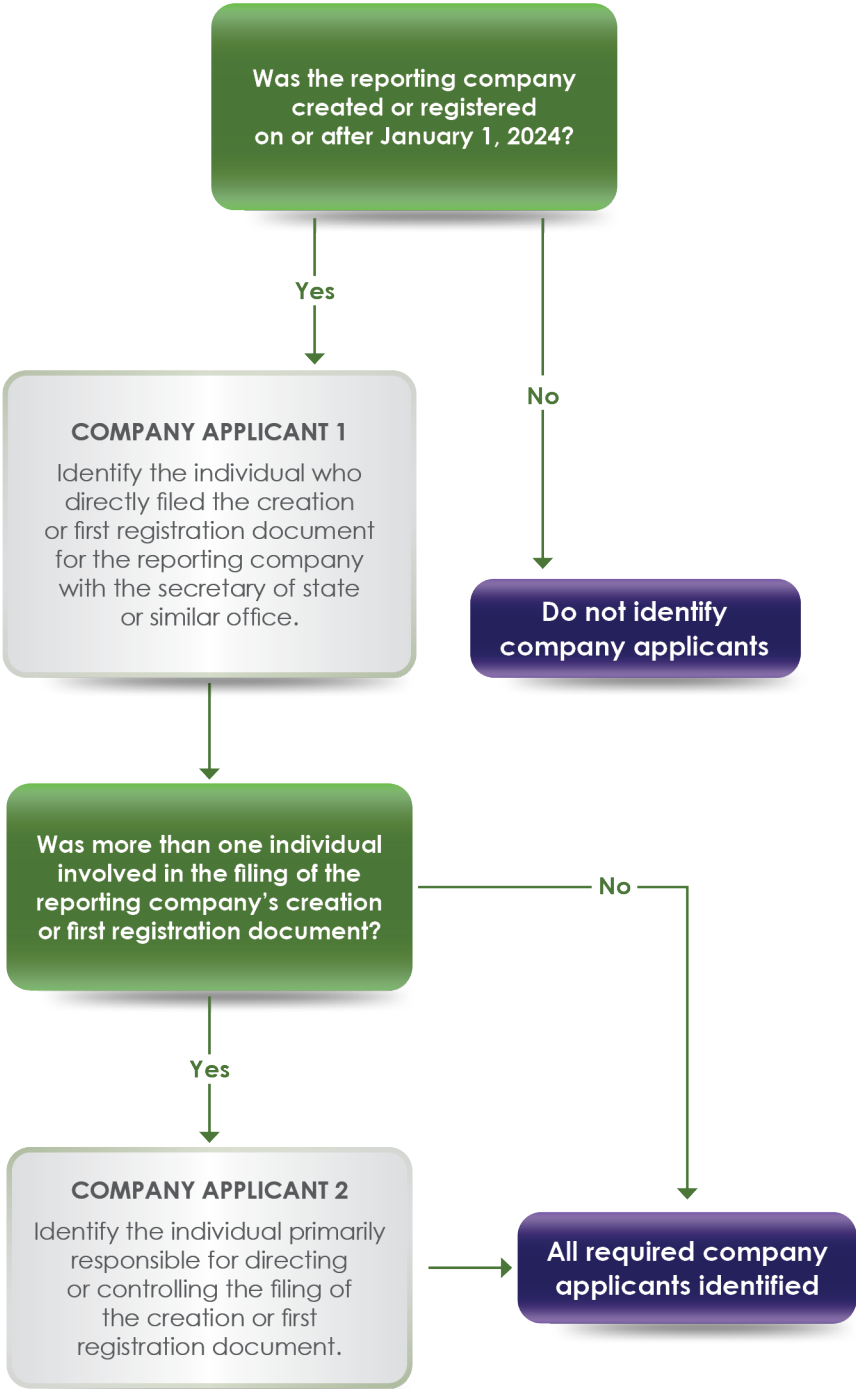 Was the reporting company
created or registered
on or after January 1, 2024?
Yes
No
COMPANY APPLICANT 1
Identify the individual who
directly filed the creation
or first registration document
for the reporting company
with the secretary of state
or similar office.
Do not identify
company applicants
Was more than one individual
involved in the filing of the
reporting company’s creation
or first registration document?
No
Yes
COMPANY APPLICANT 2
Identify the individual primarily
responsible for directing
or controlling the filing of
the creation or first
registration document.
All required company
applicants identified